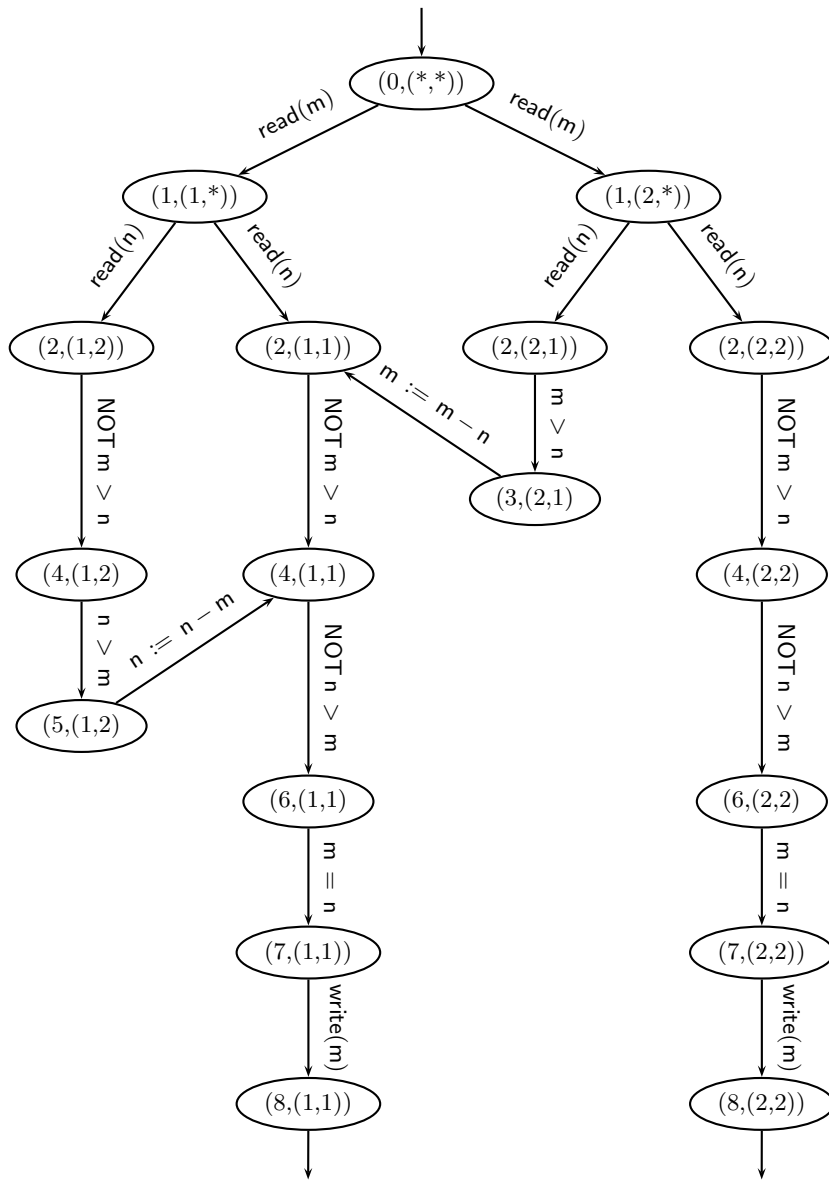 (0,(*,*))
read(m)
read(m)
(1,(1,*))
(1,(2,*))
read(n)
read(n)
read(n)
read(n)
(2,(1,2))
(2,(1,1))
(2,(2,1))
(2,(2,2))
NOT m > n
NOT m > n
m := m − n
m > n
NOT m > n
(3,(2,1)
(4,(1,2)
(4,(1,1)
(4,(2,2)
n > m
n := n − m
NOT n > m
NOT n > m
(5,(1,2)
(6,(1,1)
(6,(2,2)
m = n
m = n
(7,(1,1))
(7,(2,2))
write(m)
write(m)
(8,(1,1))
(8,(2,2))